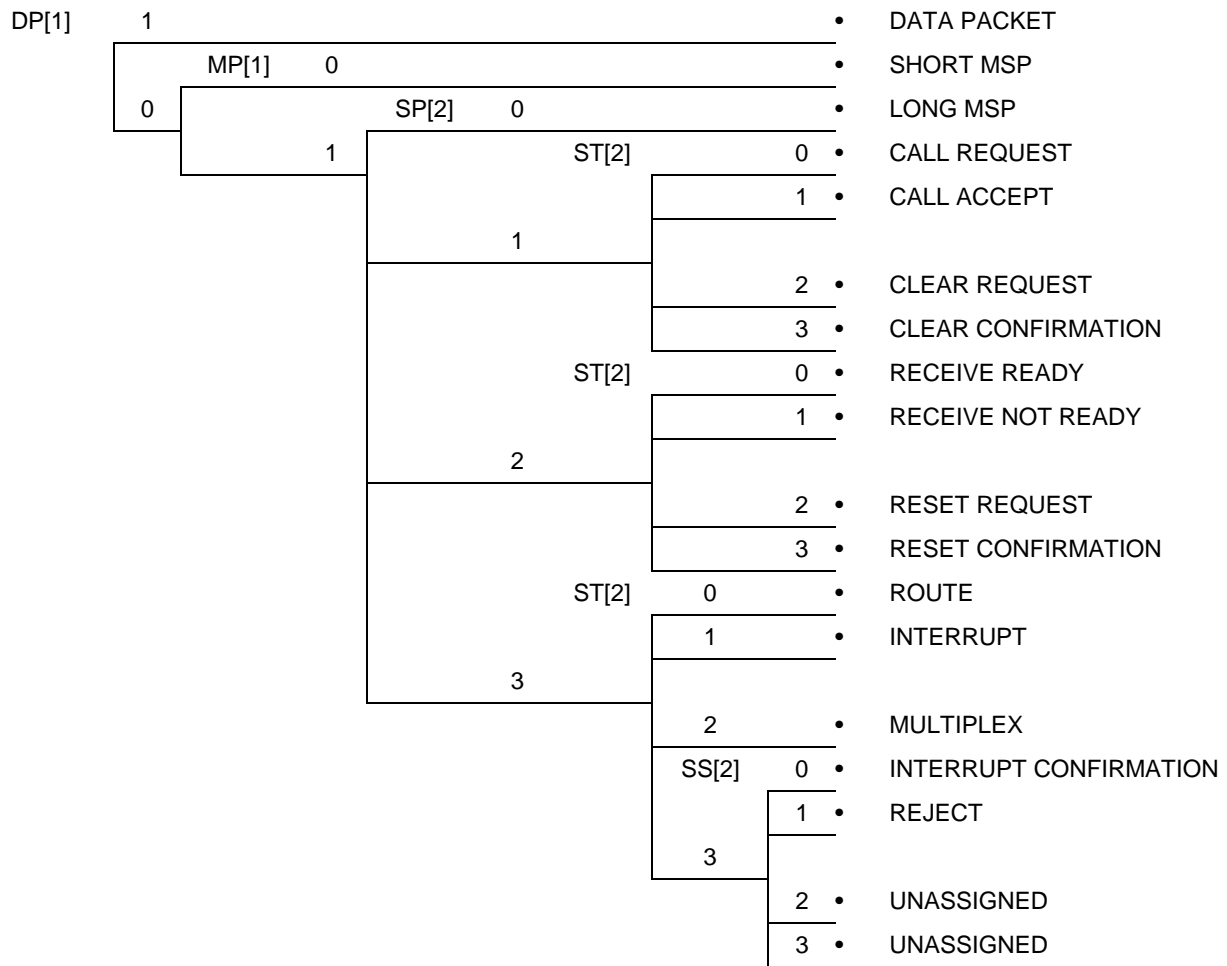 DP[1] 1 • DATA PACKET
MP[1] 0 • SHORT MSP
0 SP[2] 0 • LONG MSP
1 ST[2] 0 • CALL REQUEST
1 • CALL ACCEPT
1
2 • CLEAR REQUEST
3 • CLEAR CONFIRMATION
ST[2] 0 • RECEIVE READY
1 • RECEIVE NOT READY
2
2 • RESET REQUEST
3 • RESET CONFIRMATION
ST[2] 0 • ROUTE
1 • INTERRUPT
3
2 • MULTIPLEX
SS[2] 0 • INTERRUPT CONFIRMATION
1 • REJECT
3
2 • UNASSIGNED
3 • UNASSIGNED